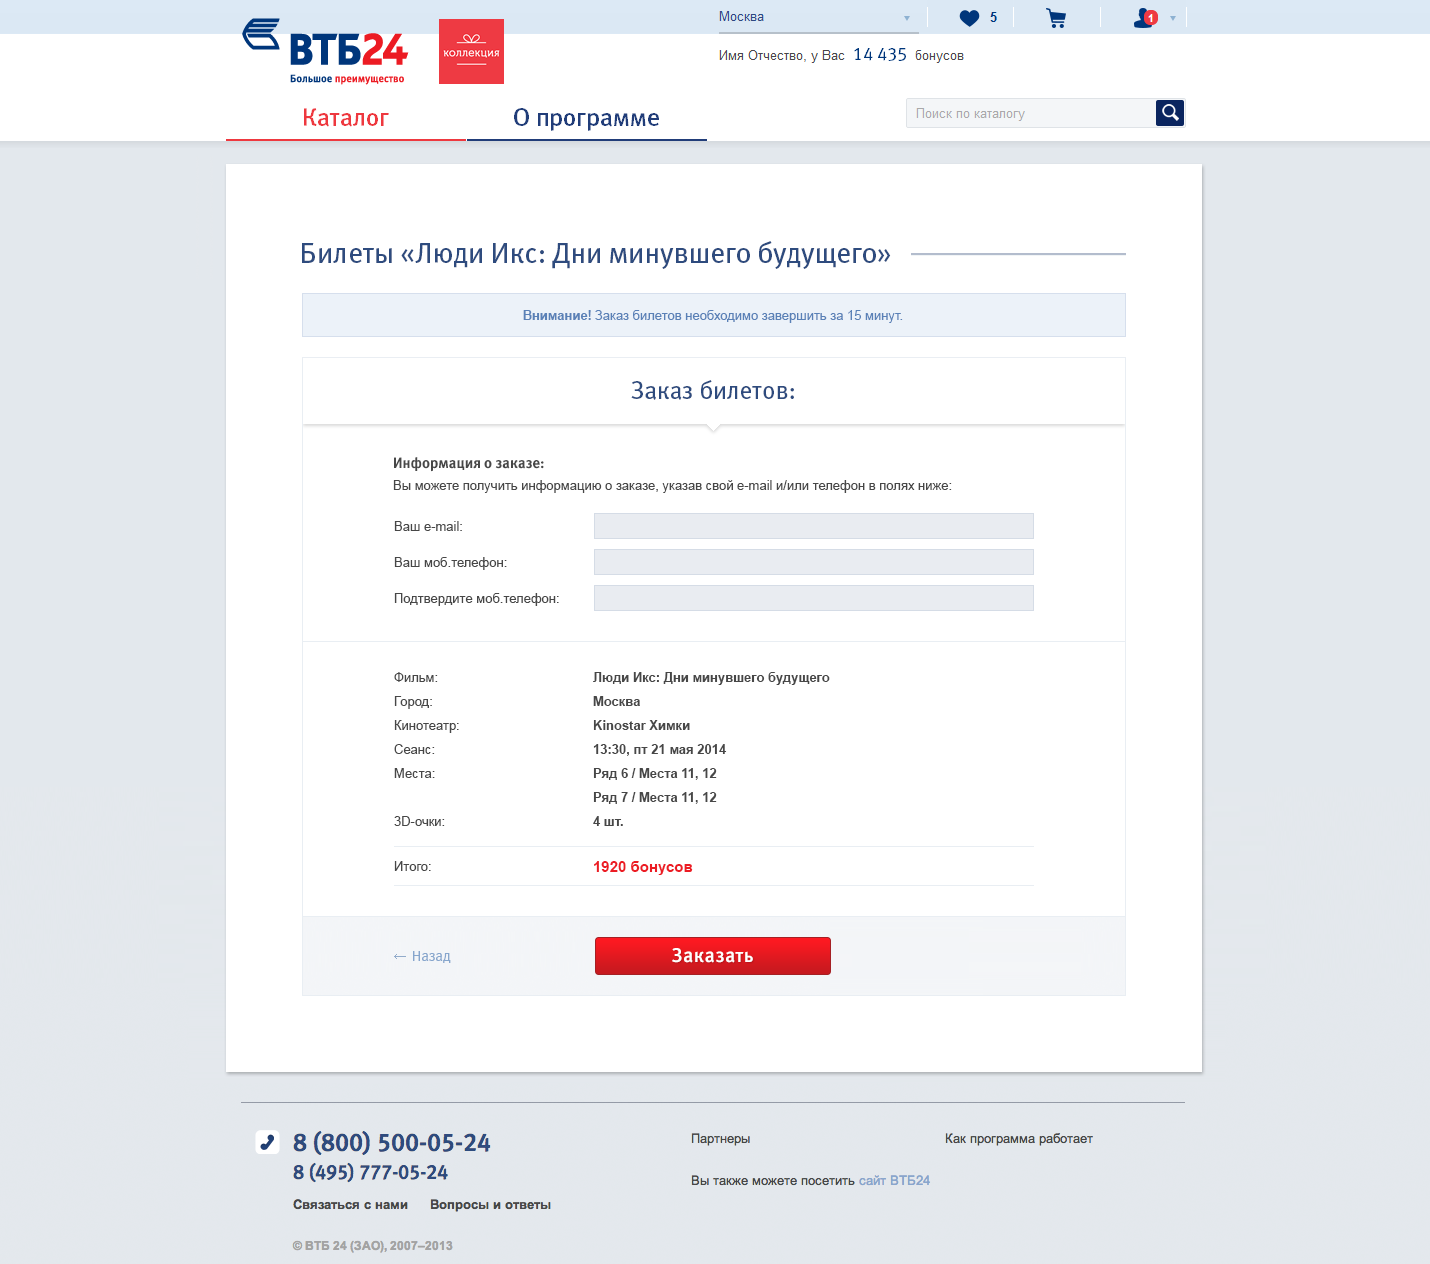 Москва
5
1
ВТБ24
Большое преимущество
КОЛЛЕКЦИЯ
Имя Отчество, у Вас 14 435 бонусов
Каталог
О программе
Поиск по каталогу
Билеты «Люди Икс: Дни минувшего будущего»
Внимание! Заказ билетов необходимо завершить за 15 минут.
Заказ билетов:
Информация о заказе:
Вы можете получить информацию о заказе, указав свой e-mail и/или телефон в полях ниже:
Ваш e-mail:
Ваш моб.телефон:
Подтвердите моб.телефон:
Фильм: Люди Икс: Дни минувшего будущего
Город: Москва
Кинотеатр: Kinostar Химки
Сеанс: 13:30, пт 21 мая 2014
Места: Ряд 6 / Места 11, 12
Ряд 7 / Места 11, 12
3D-очки: 4 шт.
Итого: 1920 бонусов
← Назад
Заказать
8 (800) 500-05-24
8 (495) 777-05-24
Связаться с нами Вопросы и ответы
Партнеры
Как программа работает
Вы также можете посетить сайт ВТБ24
© ВТБ 24 (ЗАО), 2007–2013